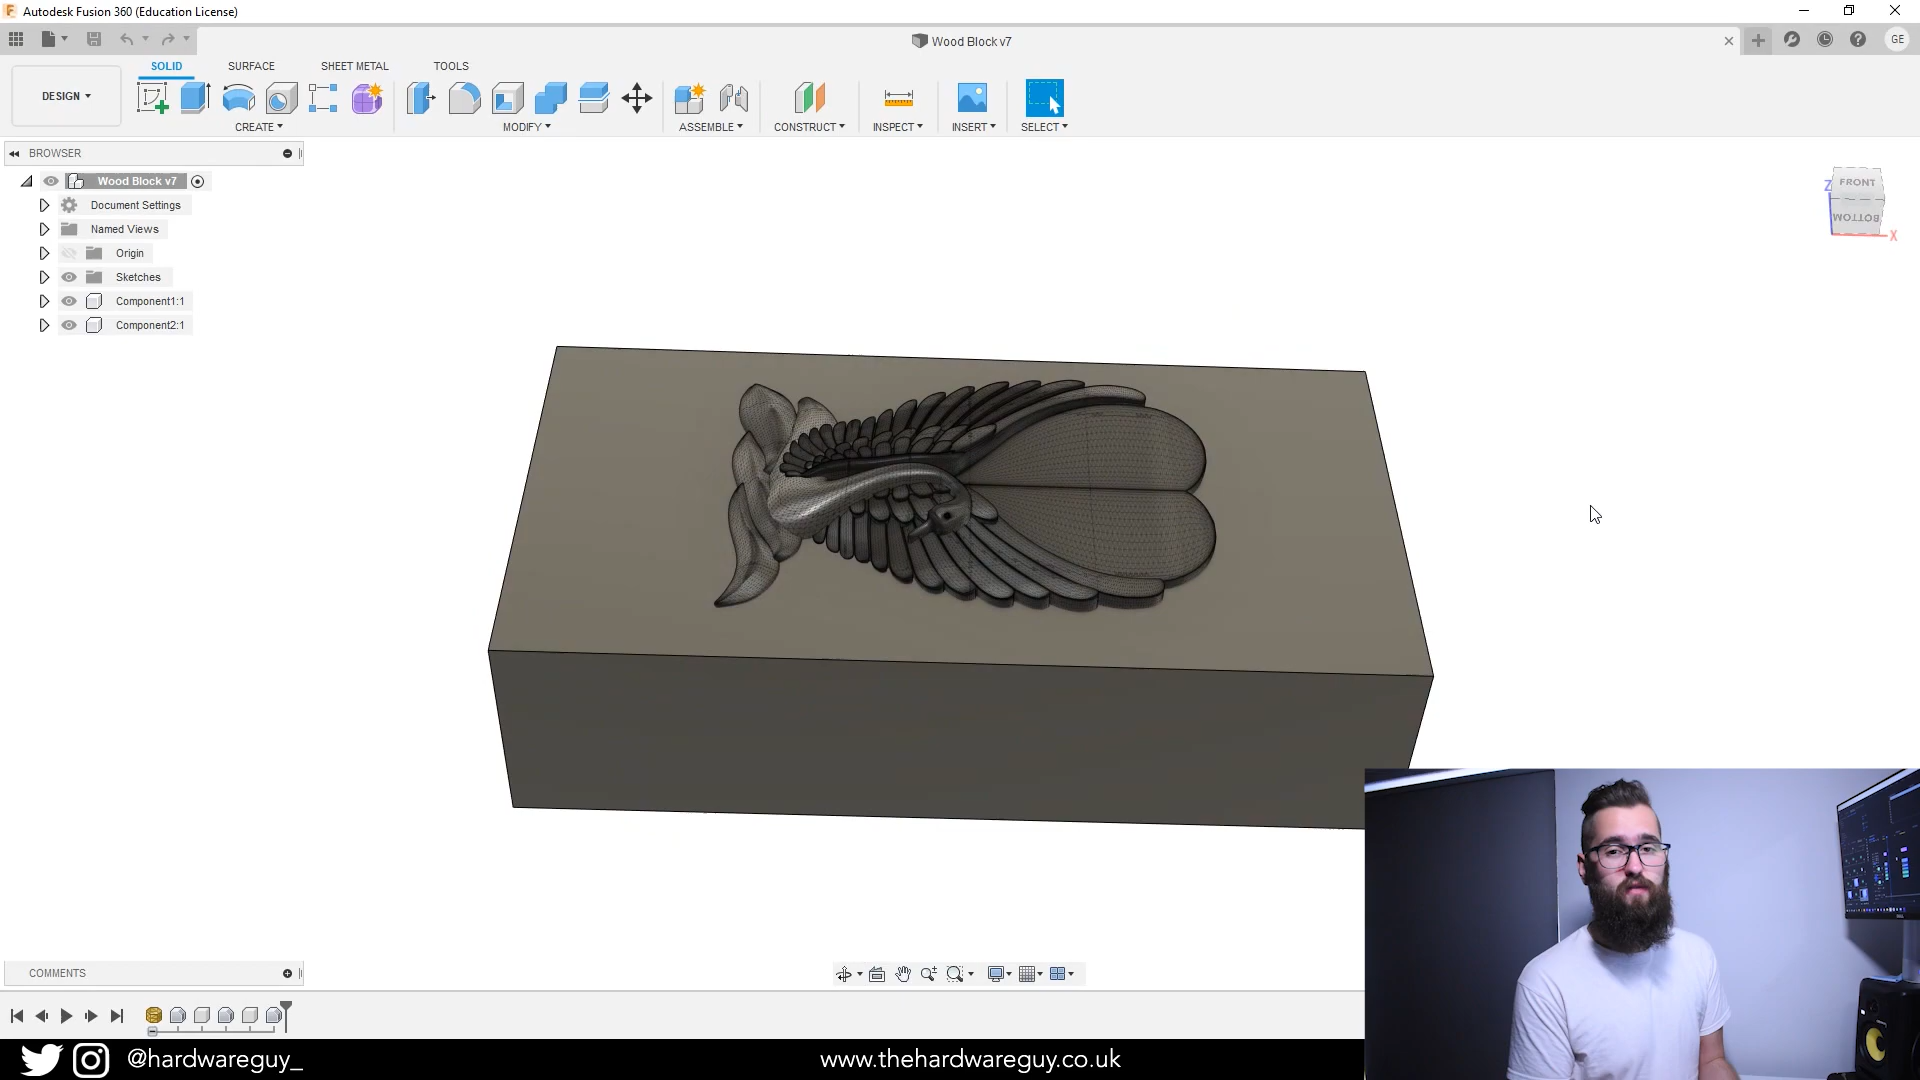 Autodesk Fusion 360 (Education License)
Wood Block v7
GE
SOLID
SURFACE
SHEET METAL
TOOLS
DESIGN
CREATE
MODIFY
ASSEMBLE
CONSTRUCT
INSPECT
INSERT
SELECT
BROWSER
Wood Block v7
Document Settings
Named Views
Origin
Sketches
Component1:1
Component2:1
FRONT
BOTTOM
Z
X
COMMENTS
@hardwareguy_
www.thehardwareguy.co.uk